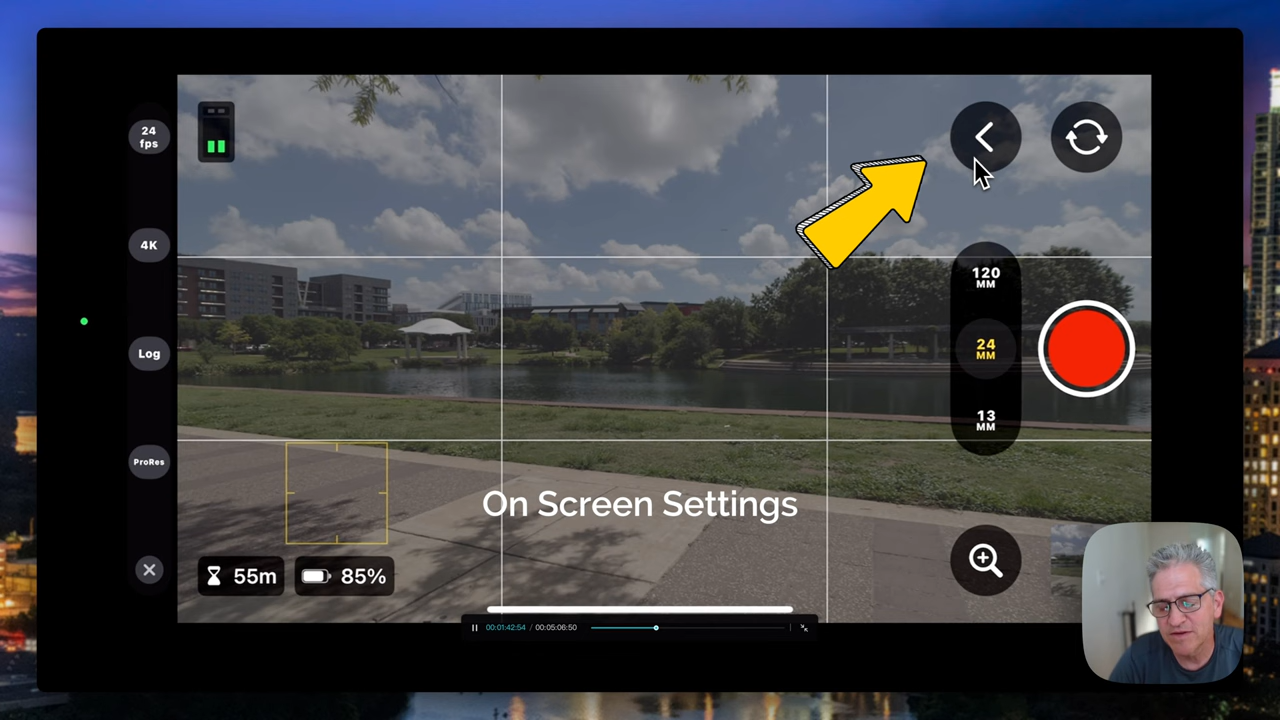 24
fps
4K
Log
ProRes
120
MM
24
MM
13
MM
On Screen Settings
55m
85%
00:01:42:54 / 00:05:06:50